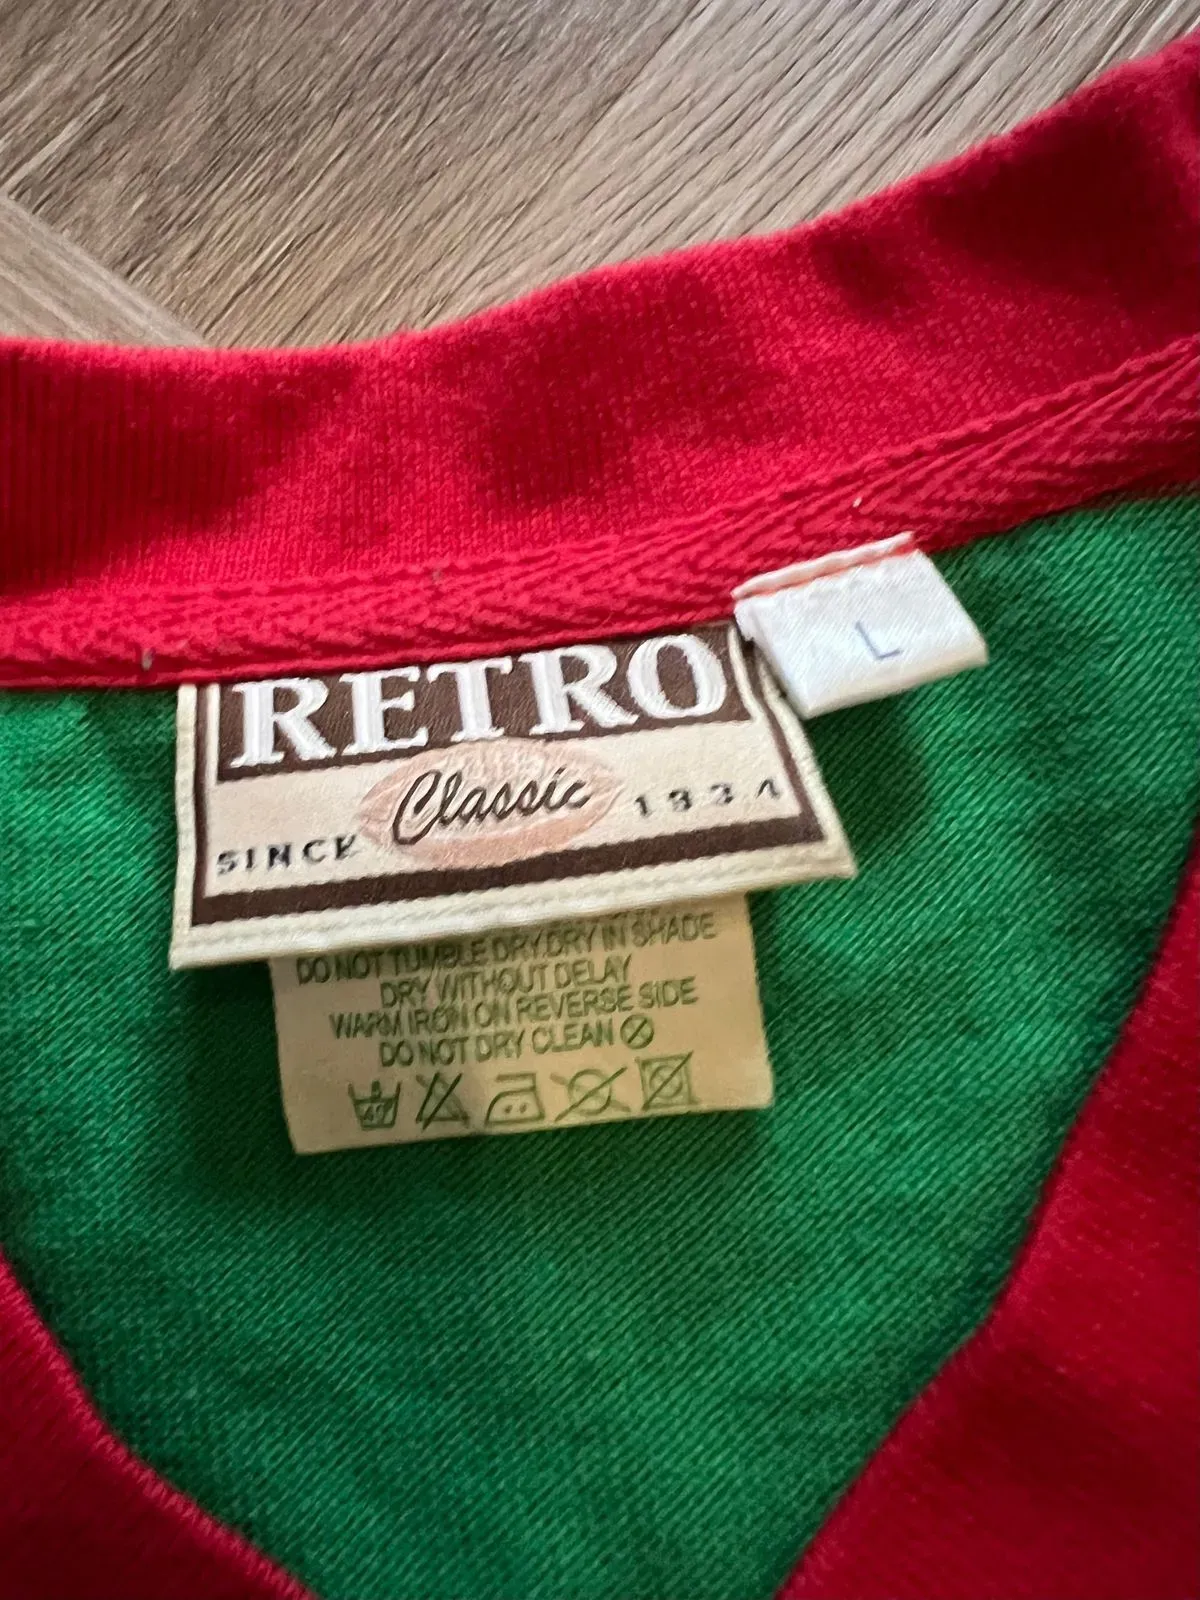 RETRO
L
Classic
SINCE 1934
DO NOT TUMBLE DRY.DRY IN SHADE
DRY WITHOUT DELAY
WARM IRON ON REVERSE SIDE
DO NOT DRY CLEAN
40